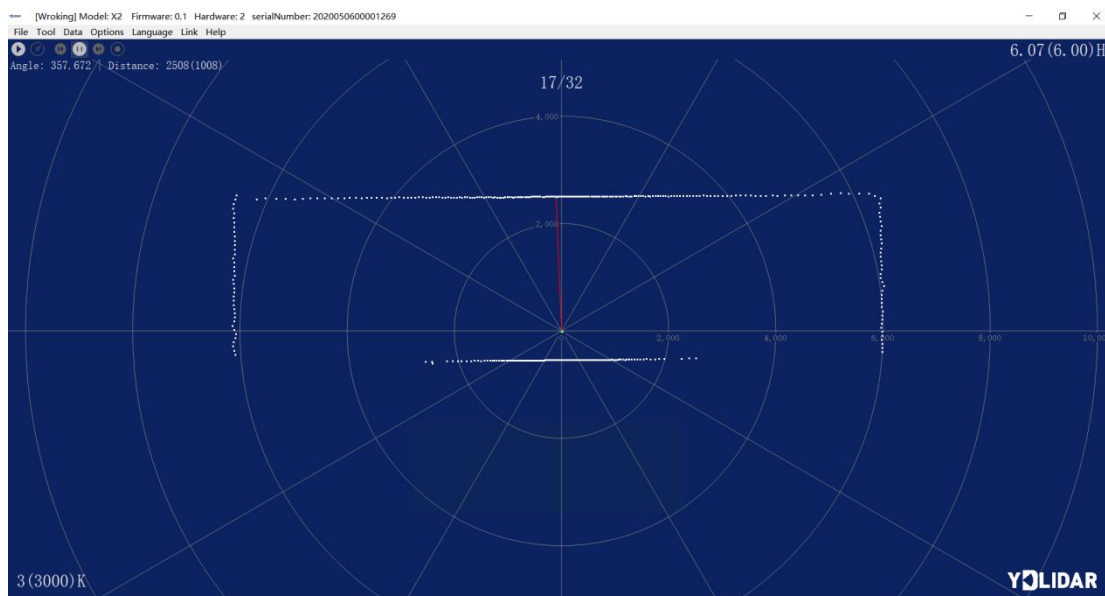 [Wroking] Model: X2 Firmware: 0.1 Hardware: 2 serialNumber: 2020050600001269
File Tool Data Options Language Link Help
6.07(6.00)H
Angle: 357.672 | Distance: 2508(1008)
17/32
4,000
2,000
0 2,000 4,000 6,000 8,000 10,00
3(3000)K
YDLIDAR